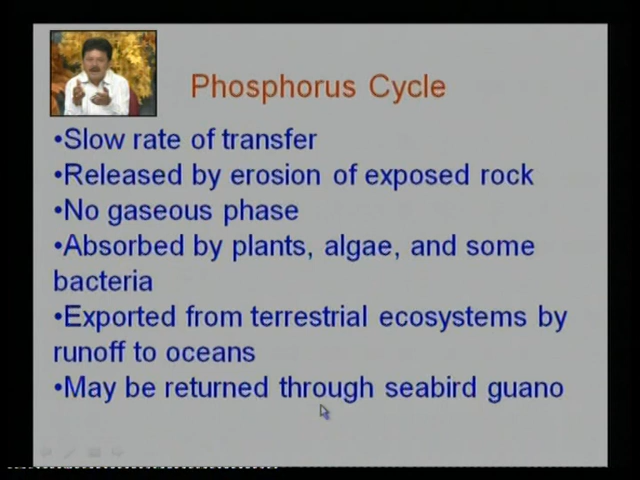 Phosphorus Cycle
•Slow rate of transfer
•Released by erosion of exposed rock
•No gaseous phase
•Absorbed by plants, algae, and some
bacteria
•Exported from terrestrial ecosystems by
runoff to oceans
•May be returned through seabird guano